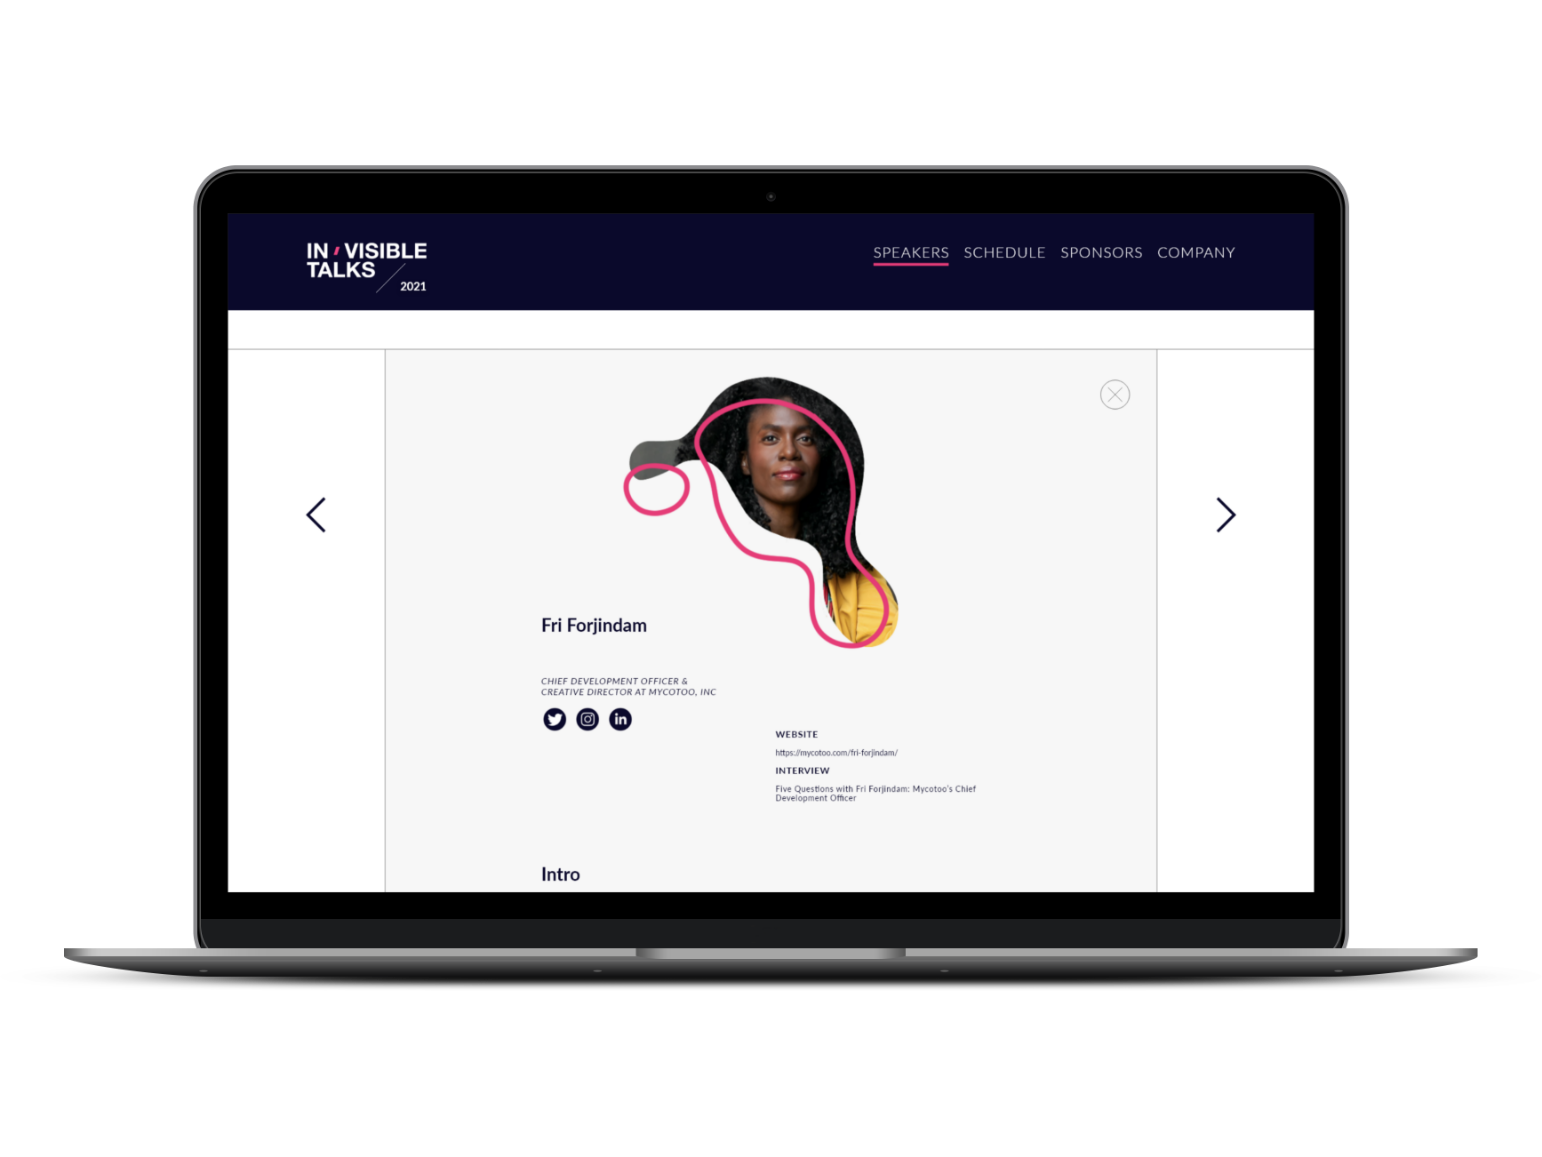 IN/VISIBLE
TALKS
2021
SPEAKERS SCHEDULE SPONSORS COMPANY
Fri Forjindam
CHIEF DEVELOPMENT OFFICER &
CREATIVE DIRECTOR AT MYCOTOO, INC
in
WEBSITE
https://mycotoo.com/fri-forjindam/
INTERVIEW
Five Questions with Fri Forjindam: Mycotoo's Chief
Development Officer
Intro